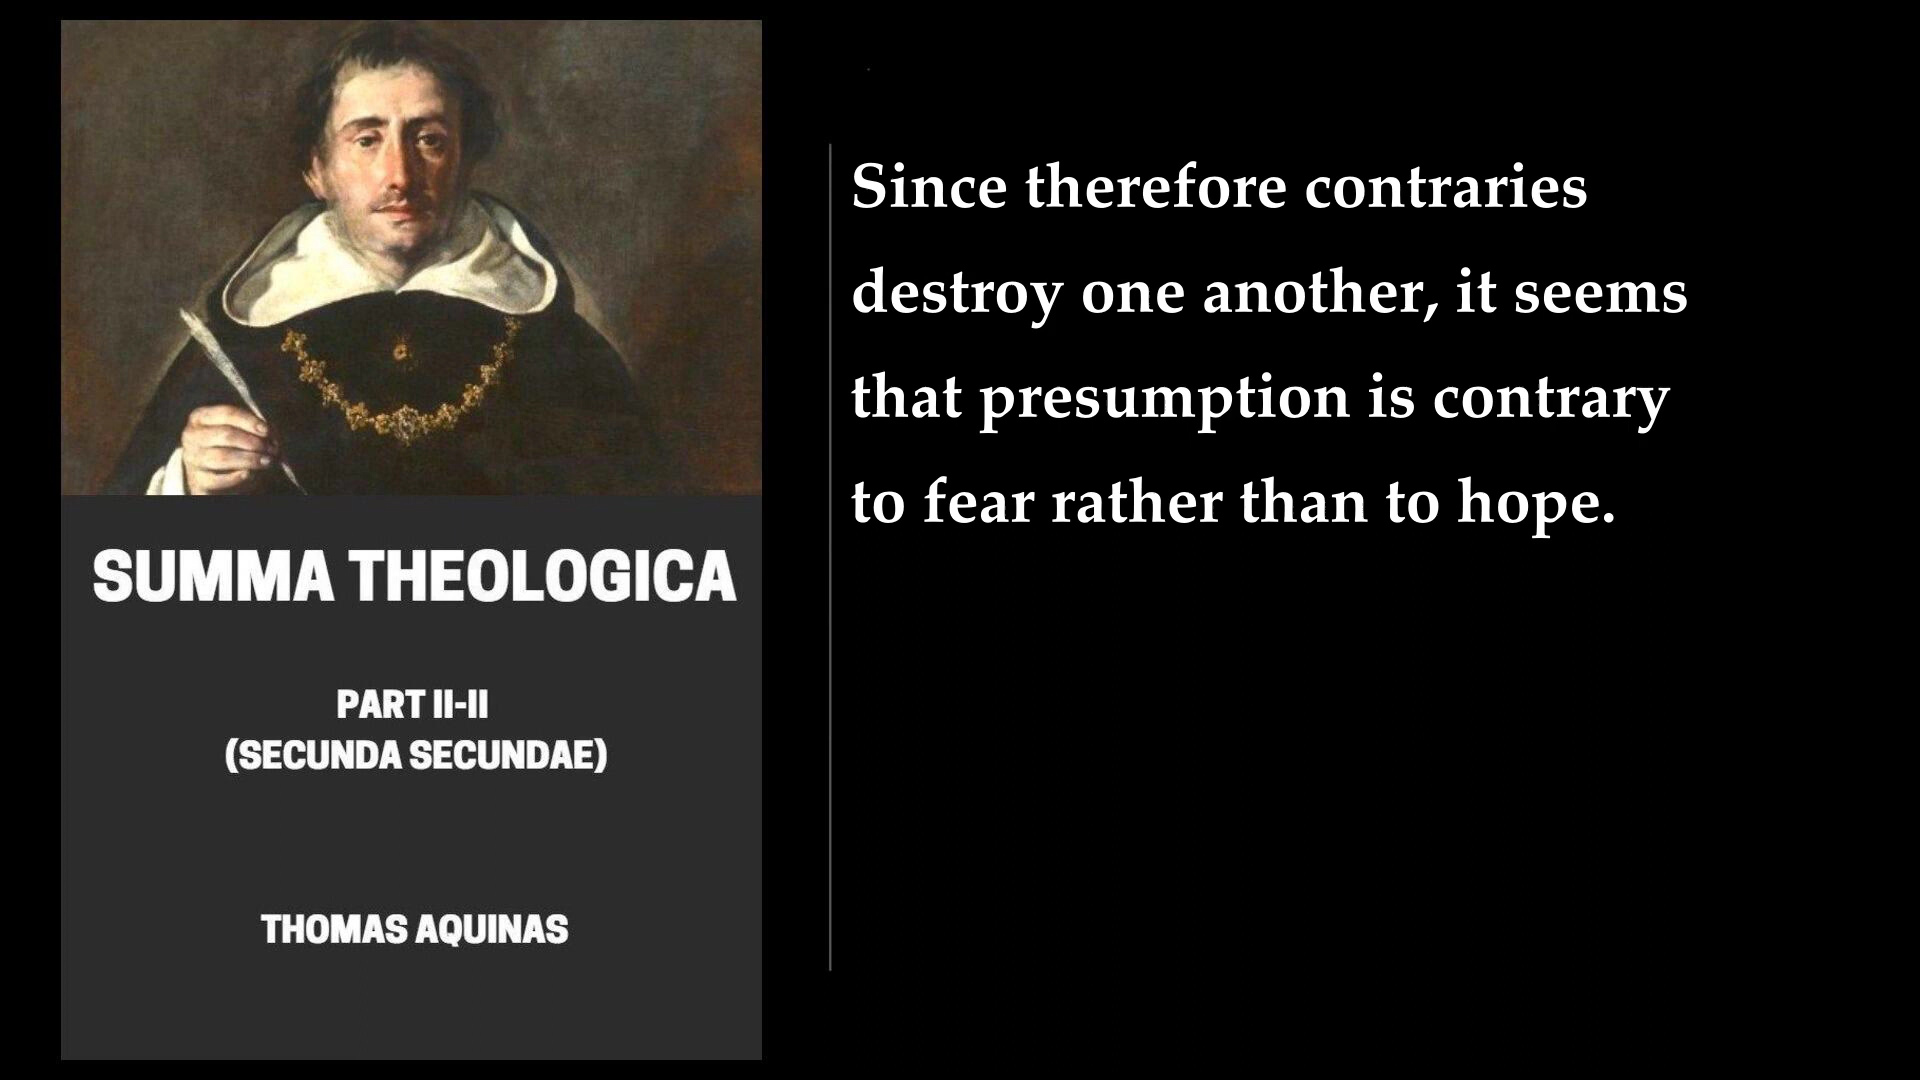 SUMMA THEOLOGICA
PART II-II
(SECUNDA SECUNDAE)
THOMAS AQUINAS
Since therefore contraries
destroy one another, it seems
that presumption is contrary
to fear rather than to hope.